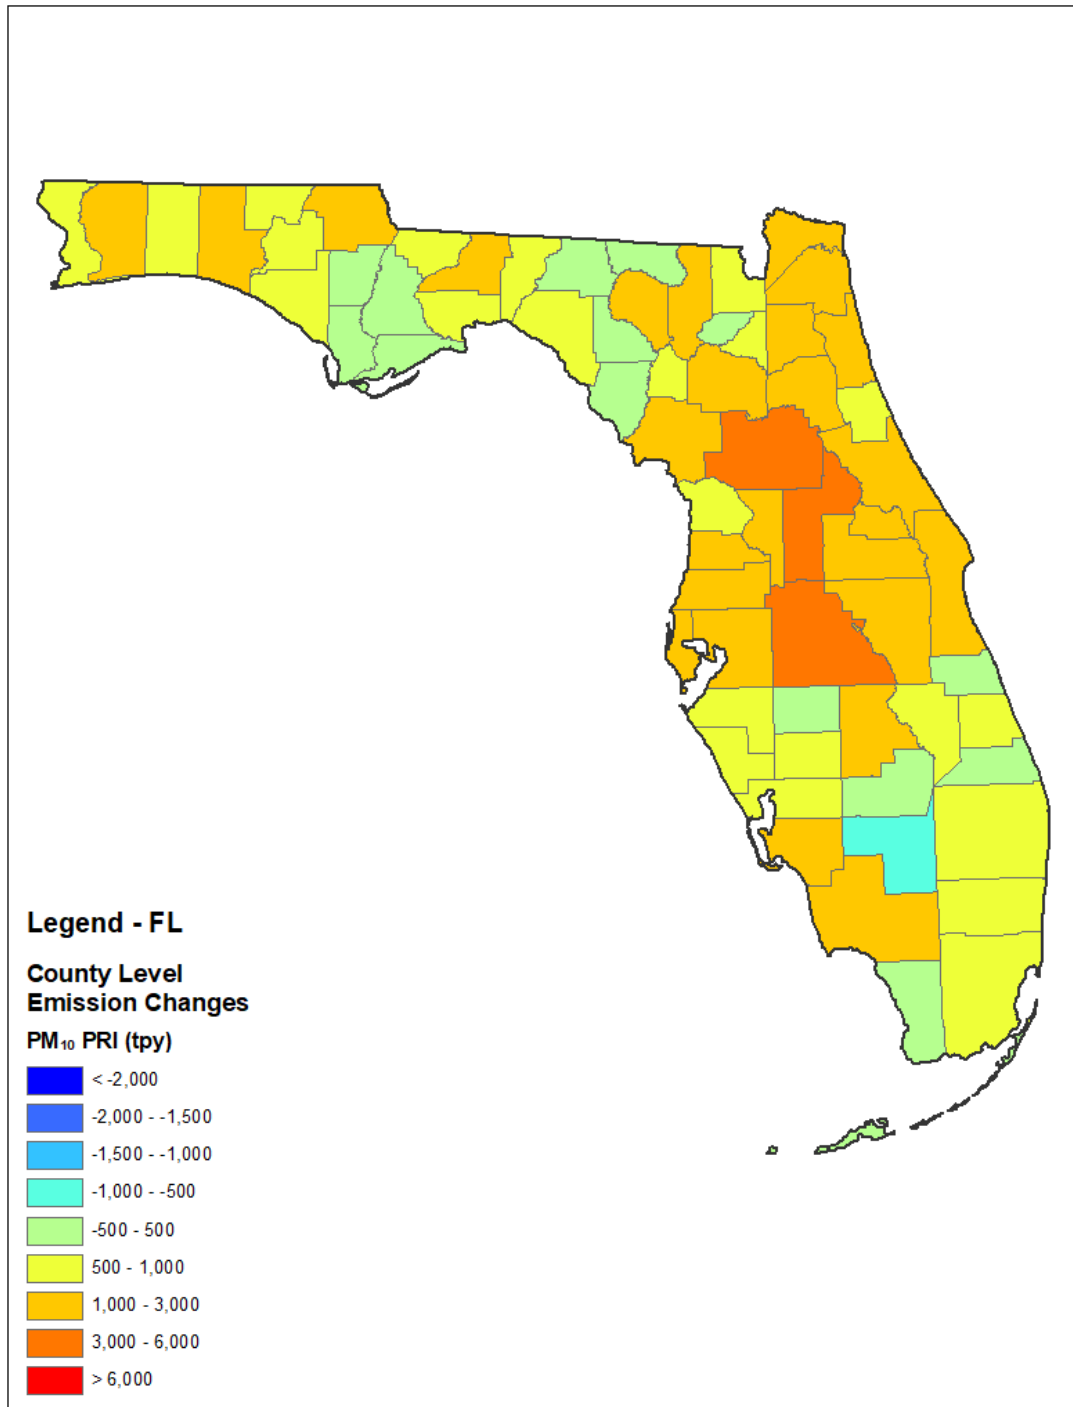 Legend - FL
County Level
Emission Changes
PM₁₀ PRI (tpy)
< -2,000
-2,000 - -1,500
-1,500 - -1,000
-1,000 - -500
-500 - 500
500 - 1,000
1,000 - 3,000
3,000 - 6,000
> 6,000